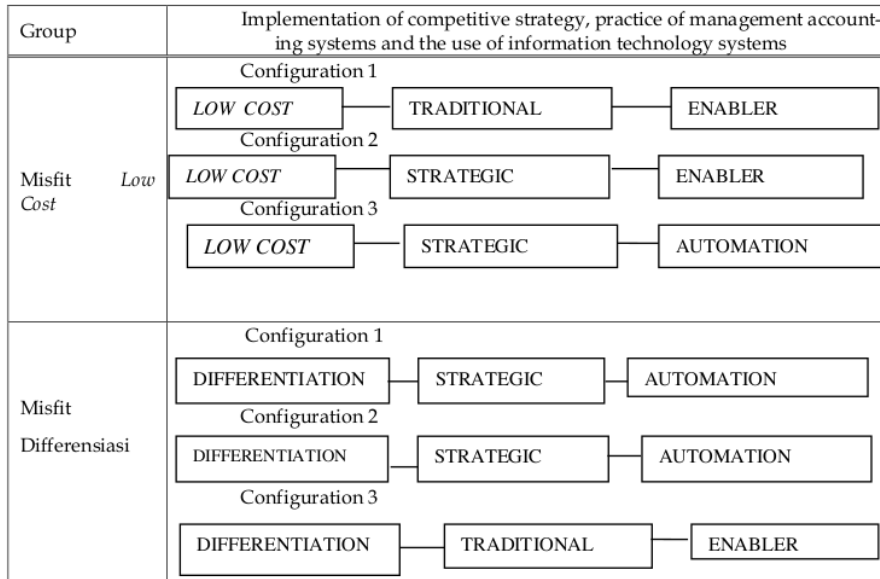 Group
Implementation of competitive strategy, practice of management account-
ing systems and the use of information technology systems
Misfit Low
Cost
Configuration 1
LOW COST TRADITIONAL ENABLER
Configuration 2
LOW COST STRATEGIC ENABLER
Configuration 3
LOW COST STRATEGIC AUTOMATION
Misfit
Differensiasi
Configuration 1
DIFFERENTIATION STRATEGIC AUTOMATION
Configuration 2
DIFFERENTIATION STRATEGIC AUTOMATION
Configuration 3
DIFFERENTIATION TRADITIONAL ENABLER